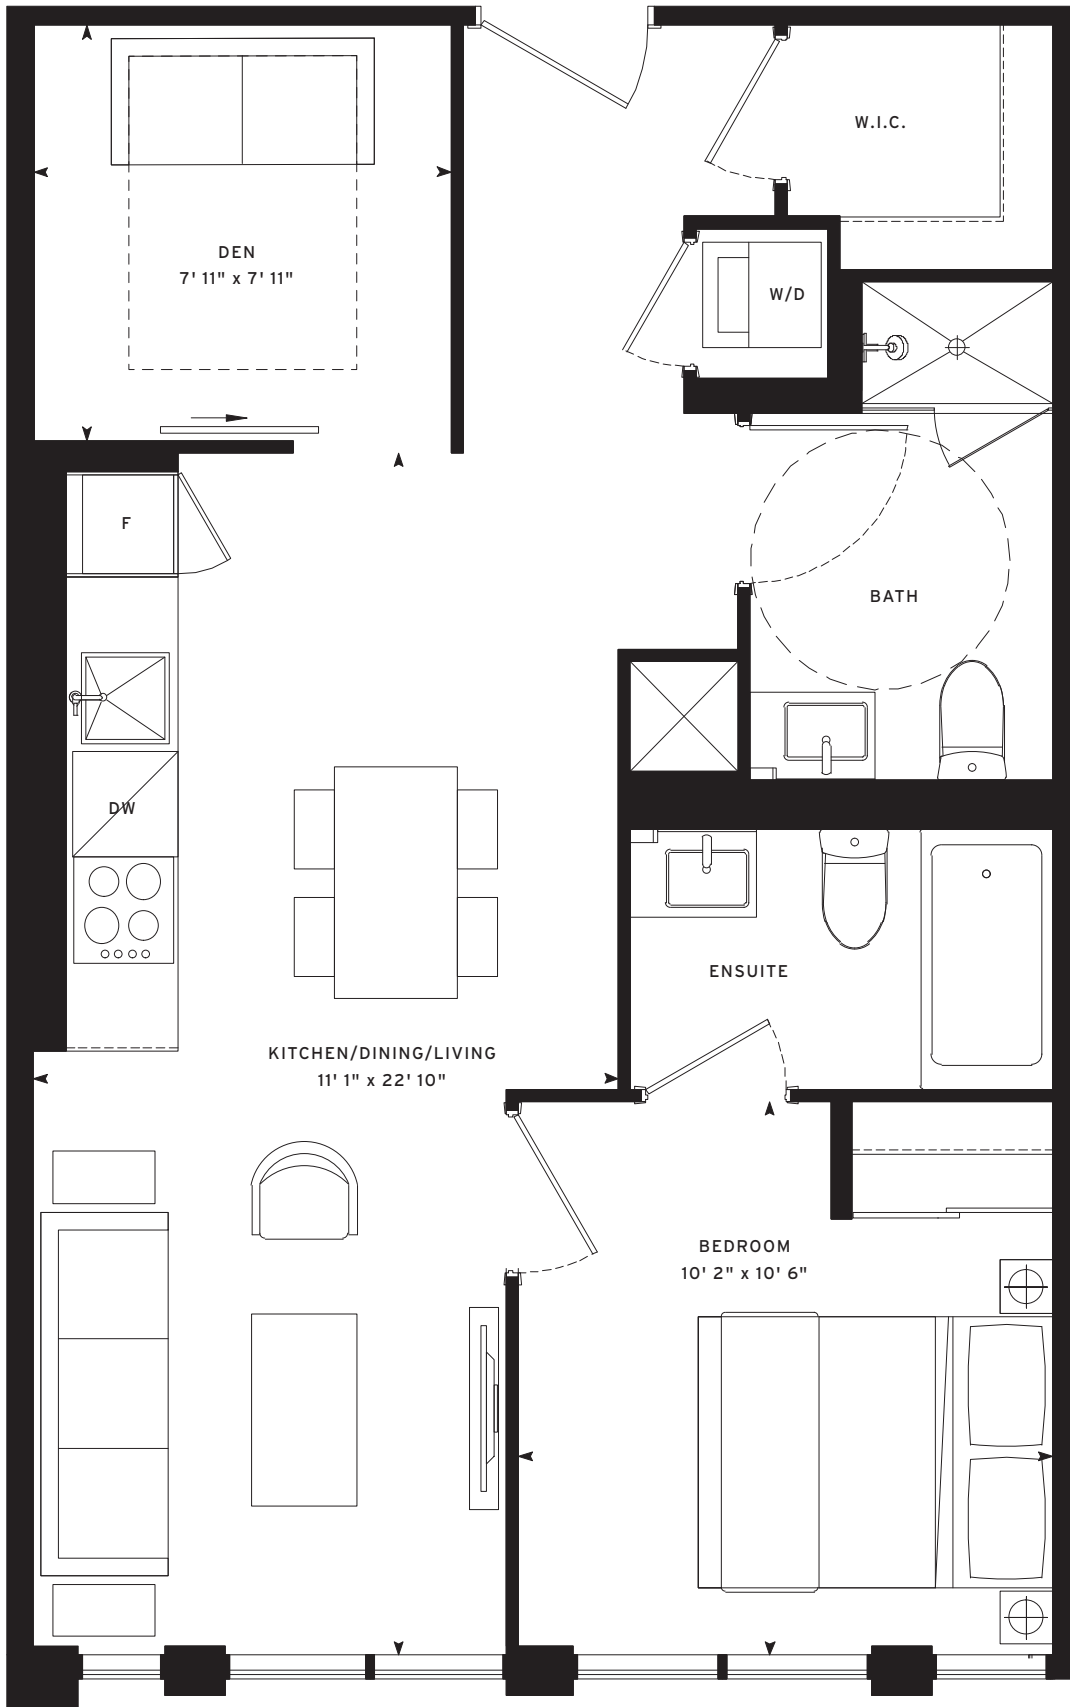 W.I.C.
DEN
7' 11" x 7' 11"
W/D
F
BATH
DW
ENSUITE
KITCHEN/DINING/LIVING
11' 1" x 22' 10"
BEDROOM
10' 2" x 10' 6"